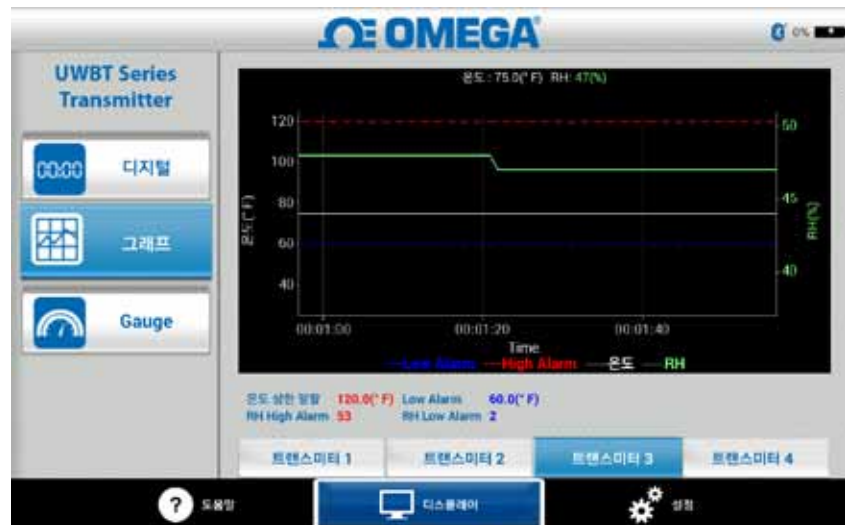 OMEGA
0%
UWBT Series
Transmitter
00:00 디지털
그래프
Gauge
온도 : 75.0(° F) RH: 47(%)
120
100
80
60
40
온도(° F)
50
45
40
RH(%)
00:01:00 00:01:20 00:01:40
Time
Low Alarm High Alarm 온도 RH
온도 상한 알람 120.0(° F) Low Alarm 60.0(° F)
RH High Alarm 53 RH Low Alarm 2
트랜스미터 1 트랜스미터 2 트랜스미터 3 트랜스미터 4
? 도움말 디스플레이 설정